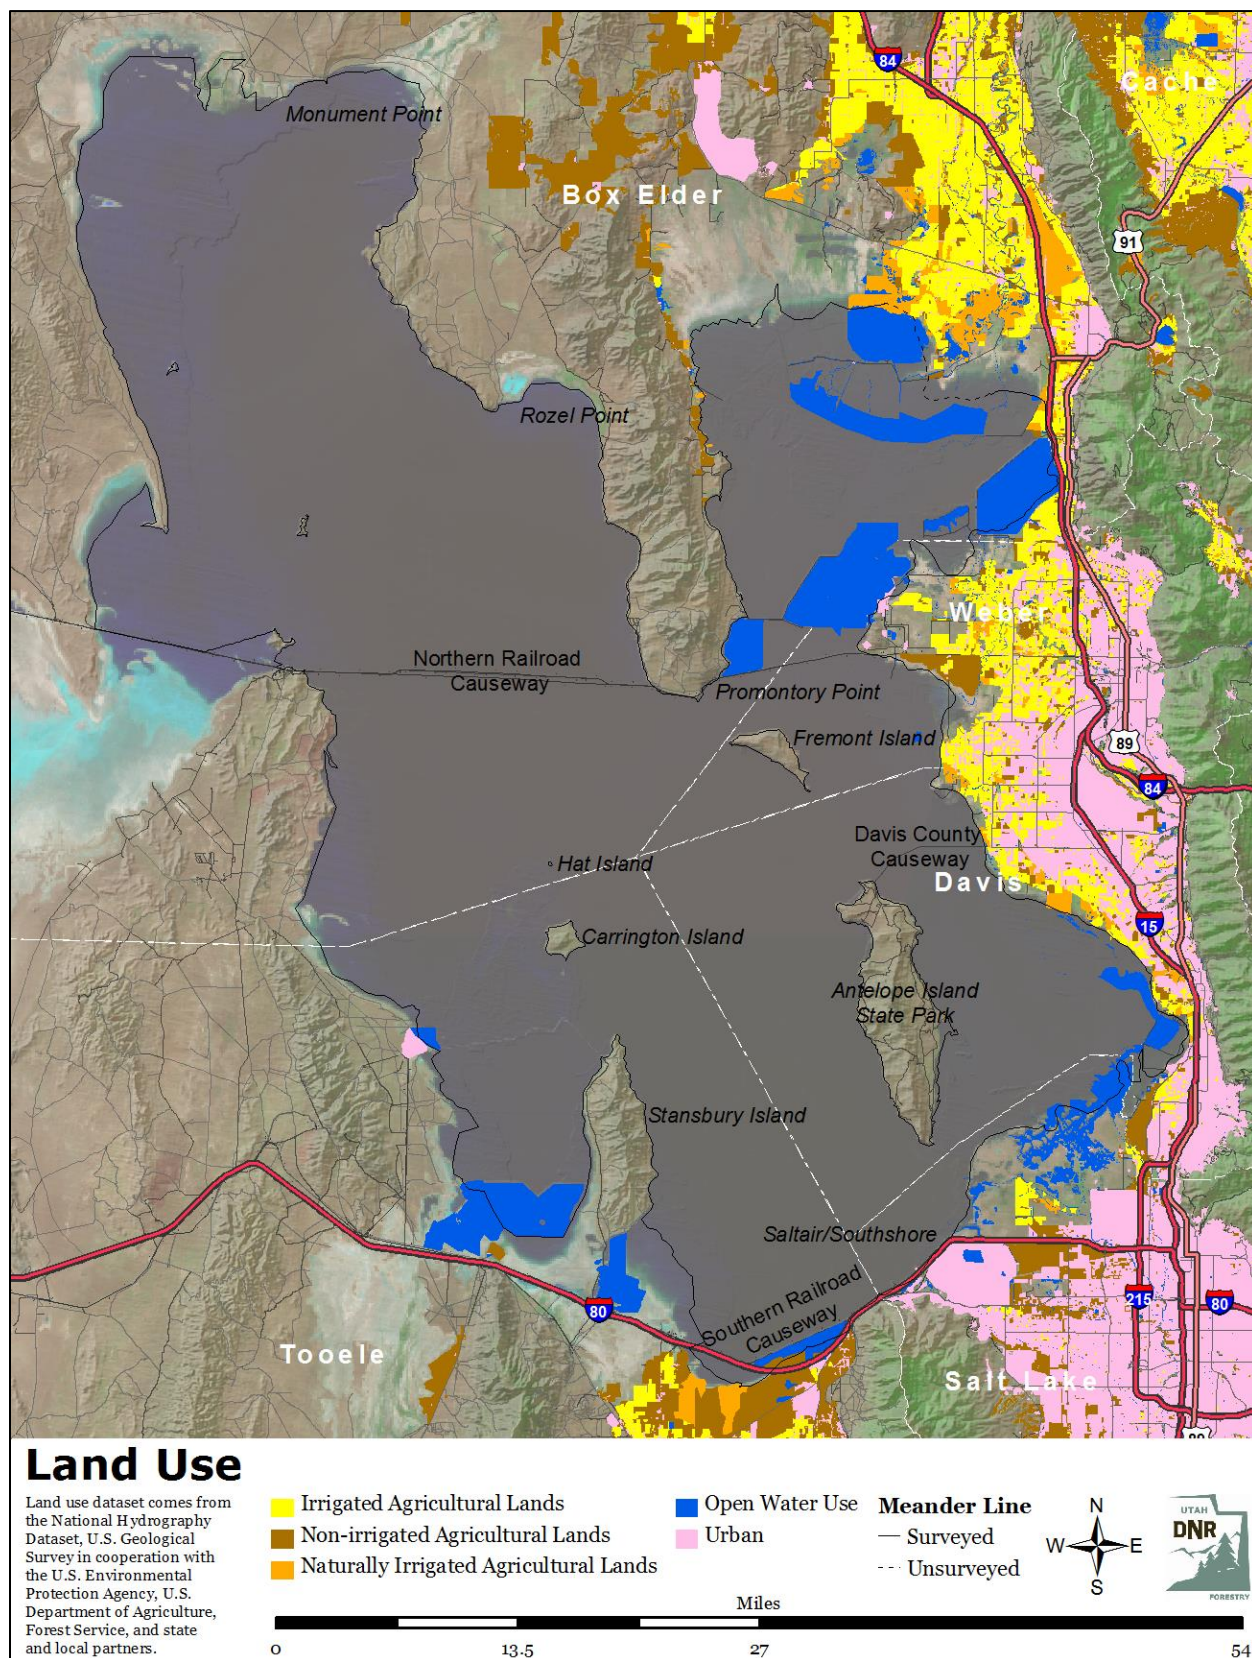 84
Cache
Monument Point
Box Elder
91
Rozel Point
Weber
Northern Railroad
Causeway
Promontory Point
Fremont Island
89
84
Davis County
Causeway
Hat Island
Davis
15
Carrington Island
Antelope Island
State Park
Stansbury Island
Saltair/Southshore
Southern Railroad
Causeway
80
215
80
Tooele
Salt Lake
Land Use
Land use dataset comes from
the National Hydrography
Dataset, U.S. Geological
Survey in cooperation with
the U.S. Environmental
Protection Agency, U.S.
Department of Agriculture,
Forest Service, and state
and local partners.
Irrigated Agricultural Lands
Non-irrigated Agricultural Lands
Naturally Irrigated Agricultural Lands
Open Water Use
Urban
Meander Line
Surveyed
Unsurveyed
N
W
E
S
UTAH
DNR
FORESTRY
Miles
0
13.5
27
54